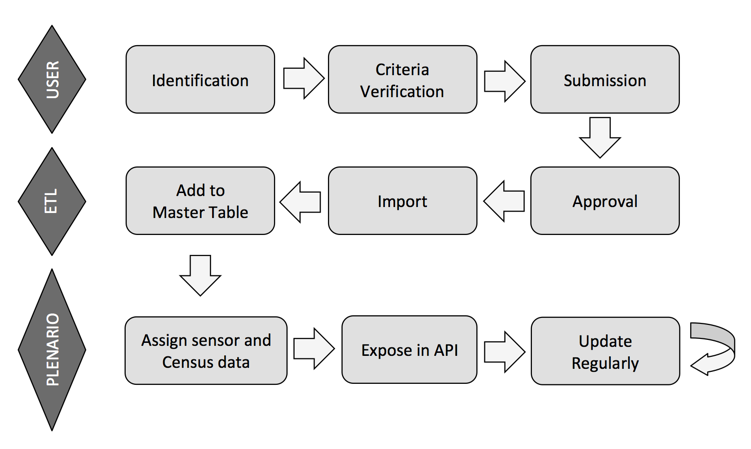 USER
Identification
Criteria
Verification
Submission
ETL
Add to
Master Table
Import
Approval
PLENARIO
Assign sensor and
Census data
Expose in API
Update
Regularly